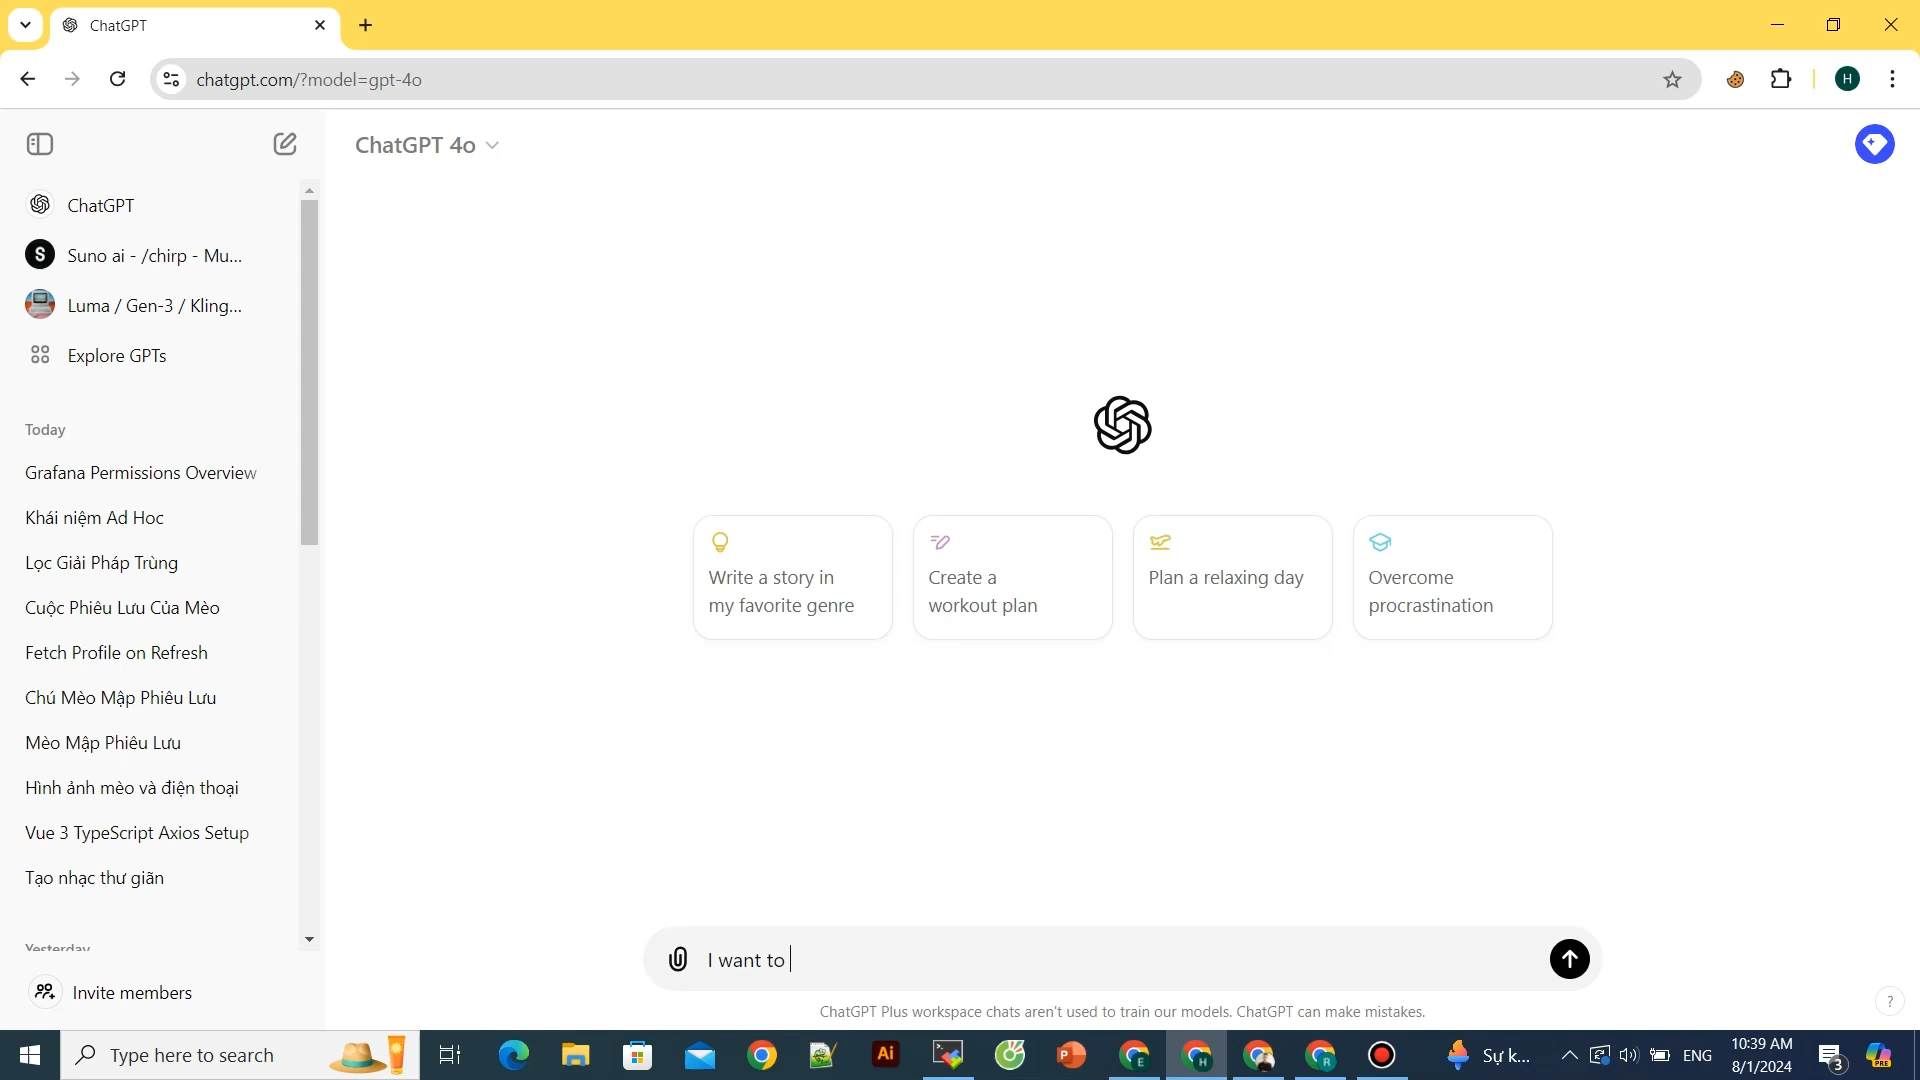 ChatGPT
chatgpt.com/?model=gpt-4o
H
ChatGPT 4o
ChatGPT
S
Suno ai - /chirp - Mu...
Luma / Gen-3 / Kling...
Explore GPTs
Today
Grafana Permissions Overview
Khái niệm Ad Hoc
Lọc Giải Pháp Trùng
Cuộc Phiêu Lưu Của Mèo
Fetch Profile on Refresh
Chú Mèo Mập Phiêu Lưu
Mèo Mập Phiêu Lưu
Hình ảnh mèo và điện thoại
Vue 3 TypeScript Axios Setup
Tạo nhạc thư giãn
Yesterday
Invite members
Write a story in
my favorite genre
Create a
workout plan
Plan a relaxing day
Overcome
procrastination
I want to
ChatGPT Plus workspace chats aren't used to train our models. ChatGPT can make mistakes.
?
Type here to search
Ai
P
E
H
R
Sự k...
ENG
10:39 AM
8/1/2024
3
PRE